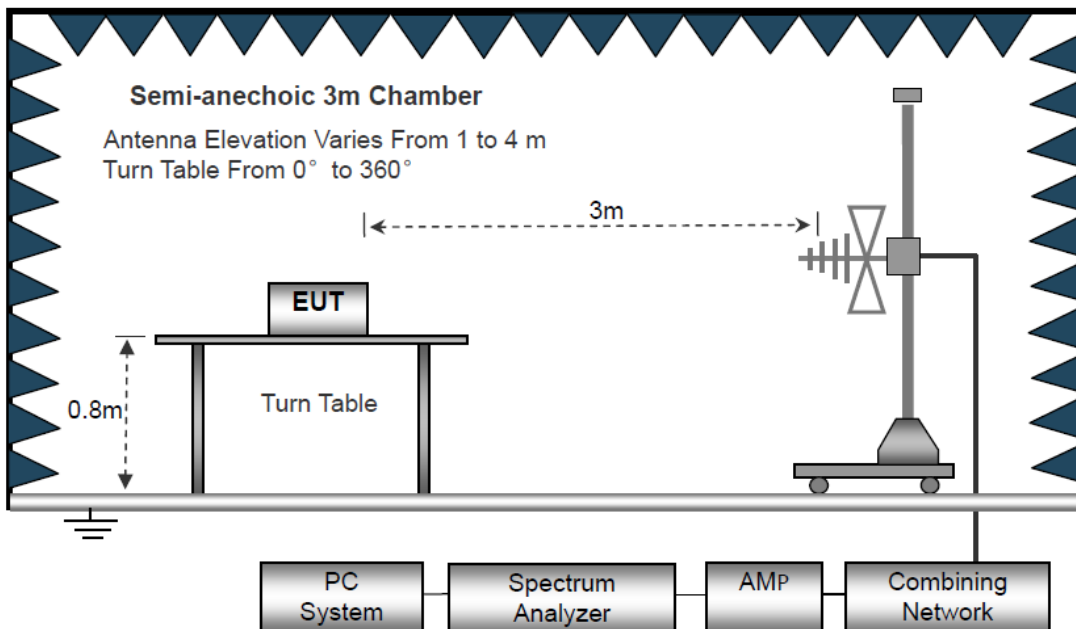 Semi-anechoic 3m Chamber
Antenna Elevation Varies From 1 to 4 m
Turn Table From 0° to 360°
3m
EUT
0.8m
Turn Table
PC
System
Spectrum
Analyzer
AMP
Combining
Network